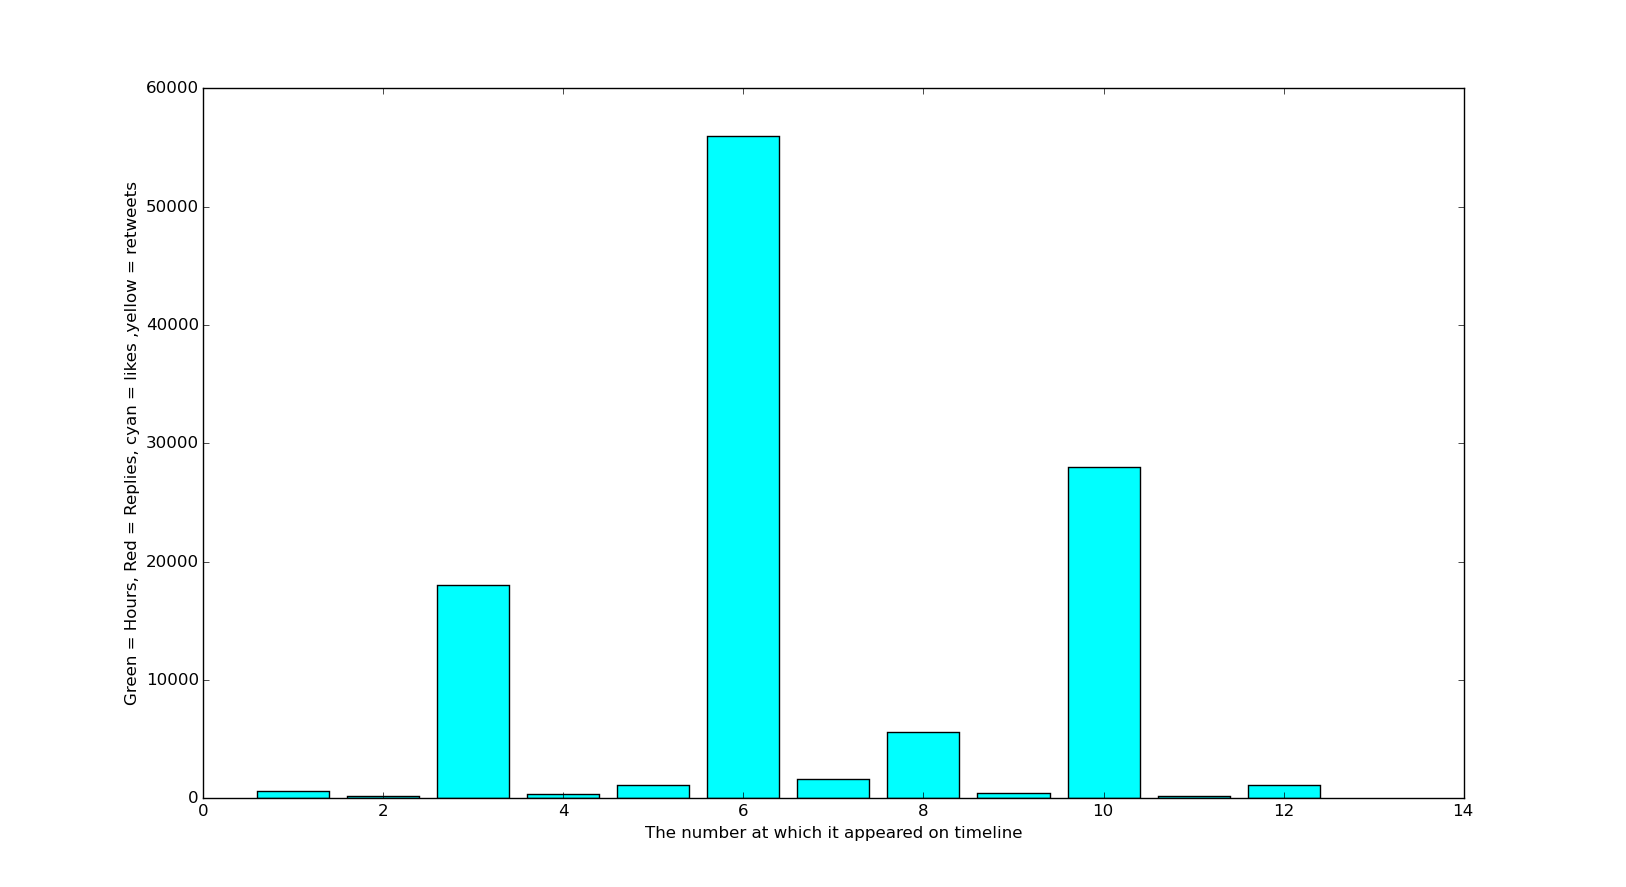 60000
50000
40000
30000
20000
10000
0
Green = Hours, Red = Replies, cyan = likes ,yellow = retweets
0 2 4 6 8 10 12 14
The number at which it appeared on timeline